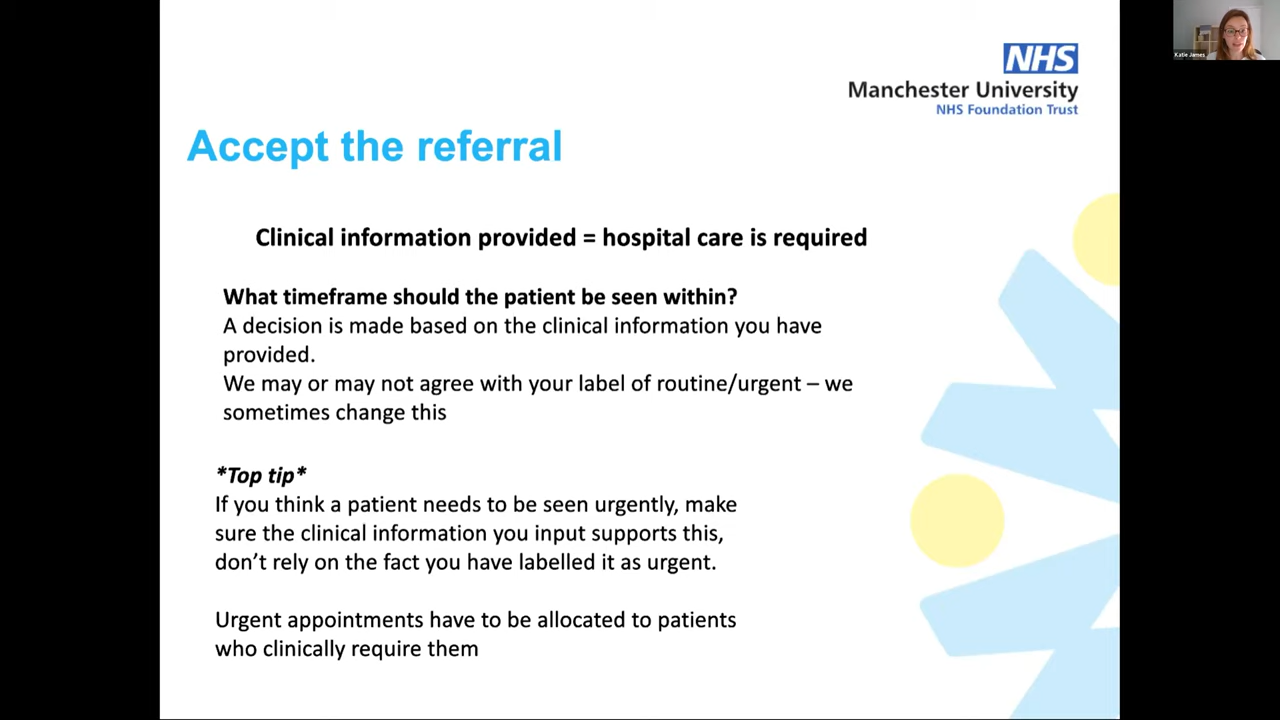 NHS
Manchester University
NHS Foundation Trust
Katie James
Accept the referral
Clinical information provided = hospital care is required
What timeframe should the patient be seen within?
A decision is made based on the clinical information you have
provided.
We may or may not agree with your label of routine/urgent – we
sometimes change this
*Top tip*
If you think a patient needs to be seen urgently, make
sure the clinical information you input supports this,
don’t rely on the fact you have labelled it as urgent.
Urgent appointments have to be allocated to patients
who clinically require them